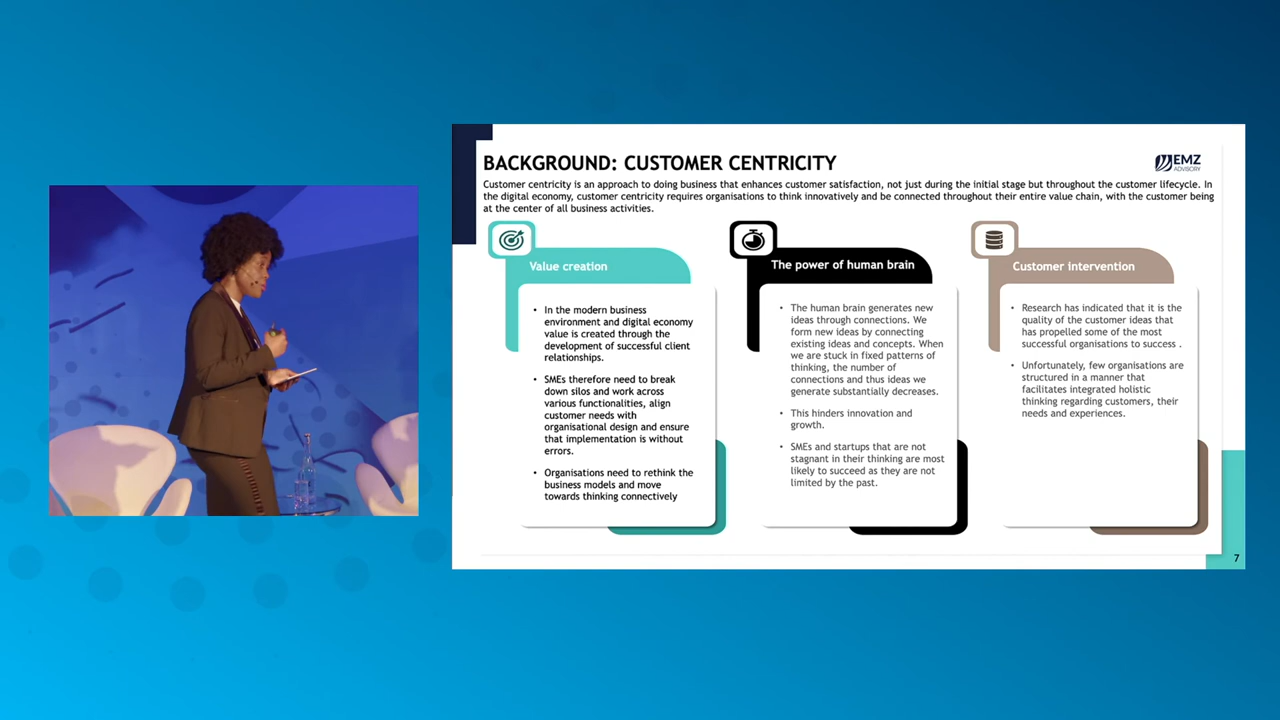 BACKGROUND: CUSTOMER CENTRICITY
EMZ
ADVISORY
Customer centricity is an approach to doing business that enhances customer satisfaction, not just during the initial stage but throughout the customer lifecycle. In
the digital economy, customer centricity requires organisations to think innovatively and be connected throughout their entire value chain, with the customer being
at the center of all business activities.
Value creation
• In the modern business
environment and digital economy
value is created through the
development of successful client
relationships.
• SMEs therefore need to break
down silos and work across
various functionalities, align
customer needs with
organisational design and ensure
that implementation is without
errors.
• Organisations need to rethink the
business models and move
towards thinking connectively
The power of human brain
• The human brain generates new
ideas through connections. We
form new ideas by connecting
existing ideas and concepts. When
we are stuck in fixed patterns of
thinking, the number of
connections and thus ideas we
generate substantially decreases.
• This hinders innovation and
growth.
• SMEs and startups that are not
stagnant in their thinking are most
likely to succeed as they are not
limited by the past.
Customer intervention
• Research has indicated that it is the
quality of the customer ideas that
has propelled some of the most
successful organisations to success .
• Unfortunately, few organisations are
structured in a manner that
facilitates integrated holistic
thinking regarding customers, their
needs and experiences.
7